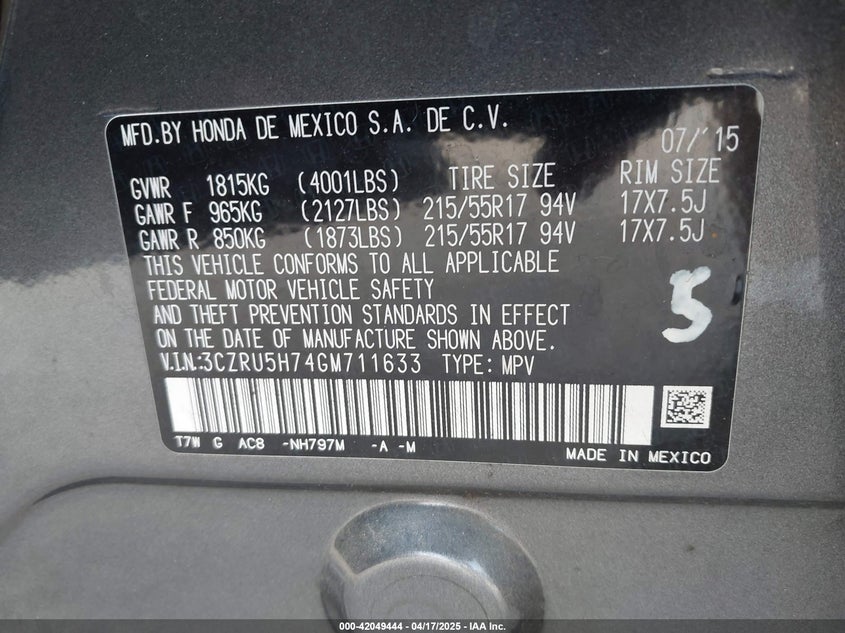 MFD.BY HONDA DE MEXICO S.A. DE C.V.
07/'15
GVWR 1815KG (4001LBS) TIRE SIZE RIM SIZE
GAWR F 965KG (2127LBS) 215/55R17 94V 17X7.5J
GAWR R 850KG (1873LBS) 215/55R17 94V 17X7.5J
THIS VEHICLE CONFORMS TO ALL APPLICABLE
FEDERAL MOTOR VEHICLE SAFETY
AND THEFT PREVENTION STANDARDS IN EFFECT
ON THE DATE OF MANUFACTURE SHOWN ABOVE.
5
V.I.N.:3CZRU5H74GM711633 TYPE: MPV
T7W G AC8 -NH797M -A -M
MADE IN MEXICO
000-42049444 - 04/17/2025 - IAA Inc.